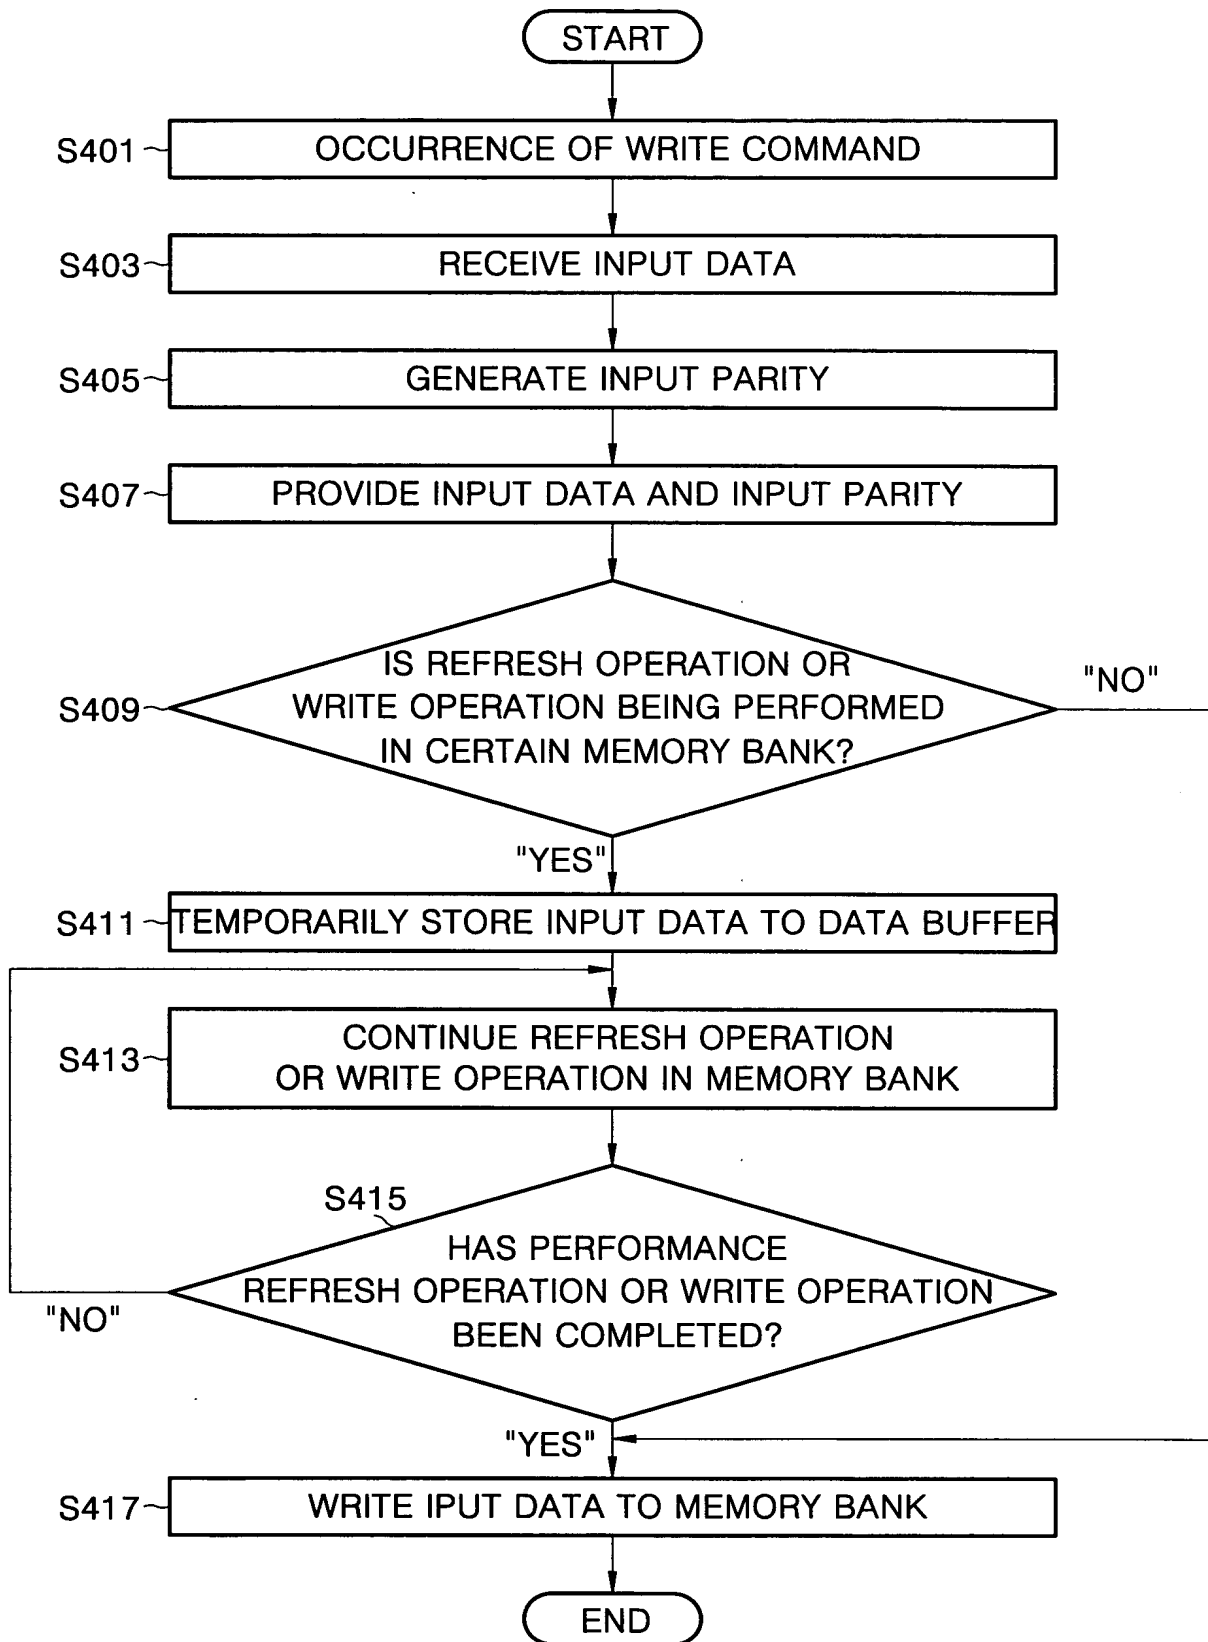 START
S401
OCCURRENCE OF WRITE COMMAND
S403
RECEIVE INPUT DATA
S405
GENERATE INPUT PARITY
S407
PROVIDE INPUT DATA AND INPUT PARITY
S409
IS REFRESH OPERATION OR
WRITE OPERATION BEING PERFORMED
IN CERTAIN MEMORY BANK?
"NO"
"YES"
S411
TEMPORARILY STORE INPUT DATA TO DATA BUFFER
S413
CONTINUE REFRESH OPERATION
OR WRITE OPERATION IN MEMORY BANK
S415
HAS PERFORMANCE
REFRESH OPERATION OR WRITE OPERATION
BEEN COMPLETED?
"NO"
"YES"
S417
WRITE IPUT DATA TO MEMORY BANK
END